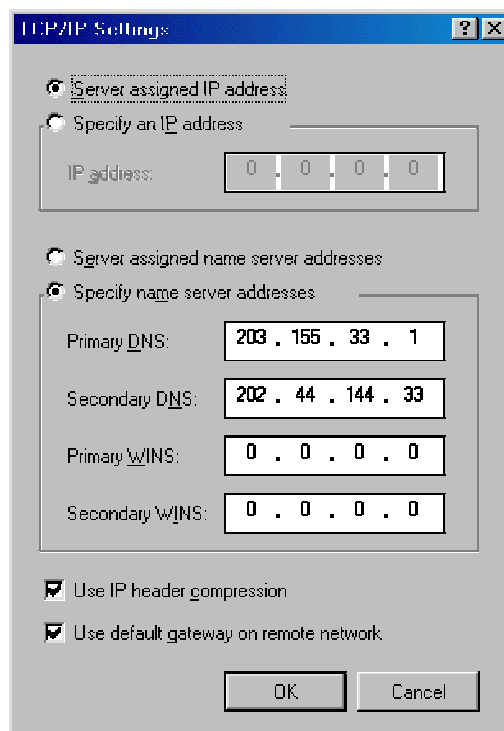 TCP/IP Settings
Server assigned IP address
Specify an IP address
IP address: 0 . 0 . 0 . 0
Server assigned name server addresses
Specify name server addresses
Primary DNS: 203 . 155 . 33 . 1
Secondary DNS: 202 . 44 . 144 . 33
Primary WINS: 0 . 0 . 0 . 0
Secondary WINS: 0 . 0 . 0 . 0
Use IP header compression
Use default gateway on remote network
OK Cancel